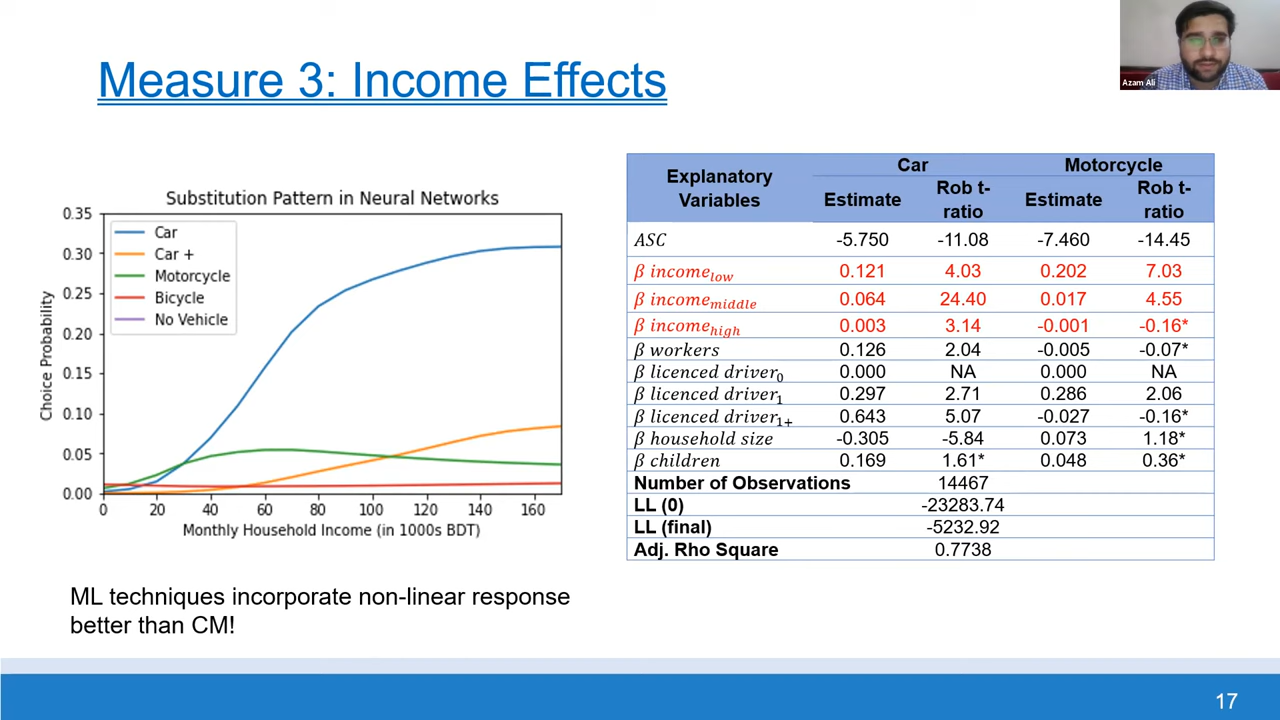 Measure 3: Income Effects
Azam Ali
Substitution Pattern in Neural Networks
0.35
0.30
0.25
0.20
0.15
0.10
0.05
0.00
Choice Probability
Car
Car +
Motorcycle
Bicycle
No Vehicle
0 20 40 60 80 100 120 140 160
Monthly Household Income (in 1000s BDT)
ML techniques incorporate non-linear response
better than CM!
Explanatory Variables Car Motorcycle
Estimate Rob t-ratio Estimate Rob t-ratio
ASC -5.750 -11.08 -7.460 -14.45
β income_low 0.121 4.03 0.202 7.03
β income_middle 0.064 24.40 0.017 4.55
β income_high 0.003 3.14 -0.001 -0.16*
β workers 0.126 2.04 -0.005 -0.07*
β licenced driver_0 0.000 NA 0.000 NA
β licenced driver_1 0.297 2.71 0.286 2.06
β licenced driver_1+ 0.643 5.07 -0.027 -0.16*
β household size -0.305 -5.84 0.073 1.18*
β children 0.169 1.61* 0.048 0.36*
Number of Observations 14467
LL (0) -23283.74
LL (final) -5232.92
Adj. Rho Square 0.7738
17